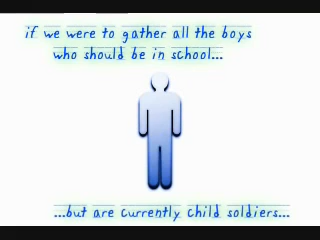 if we were to gather all the boys
who should be in school...
...but are currently child soldiers...